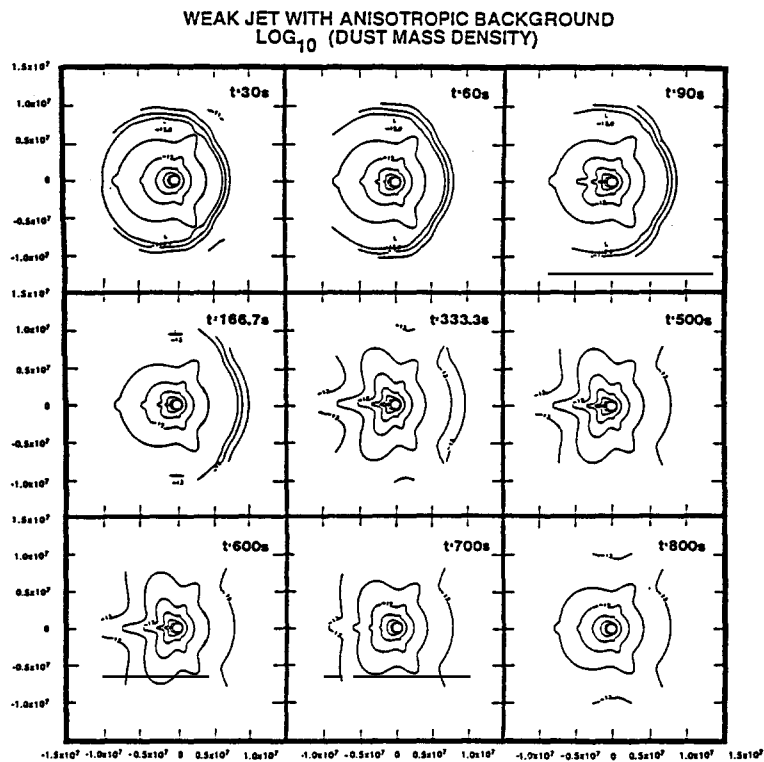 WEAK JET WITH ANISOTROPIC BACKGROUND
LOG10 (DUST MASS DENSITY)
1.5x10⁷
1.0x10⁷
0.5x10⁷
0
-0.5x10⁷
-1.0x10⁷
t=30s
t=60s
t=90s
1.5x10⁷
1.0x10⁷
0.5x10⁷
0
-0.5x10⁷
-1.0x10⁷
t=166.7s
t=333.3s
t=500s
1.5x10⁷
1.0x10⁷
0.5x10⁷
0
-0.5x10⁷
-1.0x10⁷
t=600s
t=700s
t=800s
-1.5x10⁷ -1.0x10⁷ -0.5x10⁷ 0 0.5x10⁷ 1.0x10⁷ -1.0x10⁷ -0.5x10⁷ 0 0.5x10⁷ 1.0x10⁷ -1.0x10⁷ -0.5x10⁷ 0 0.5x10⁷ 1.0x10⁷ 1.5x10⁷